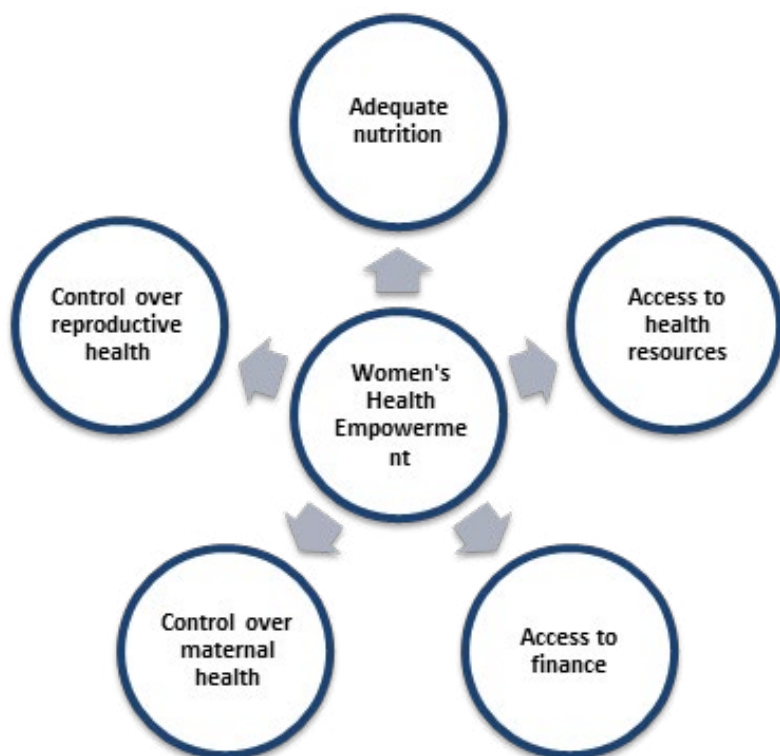 Adequate
nutrition
Control over
reproductive
health
Access to
health
resources
Women's
Health
Empowerme
nt
Control over
maternal
health
Access to
finance